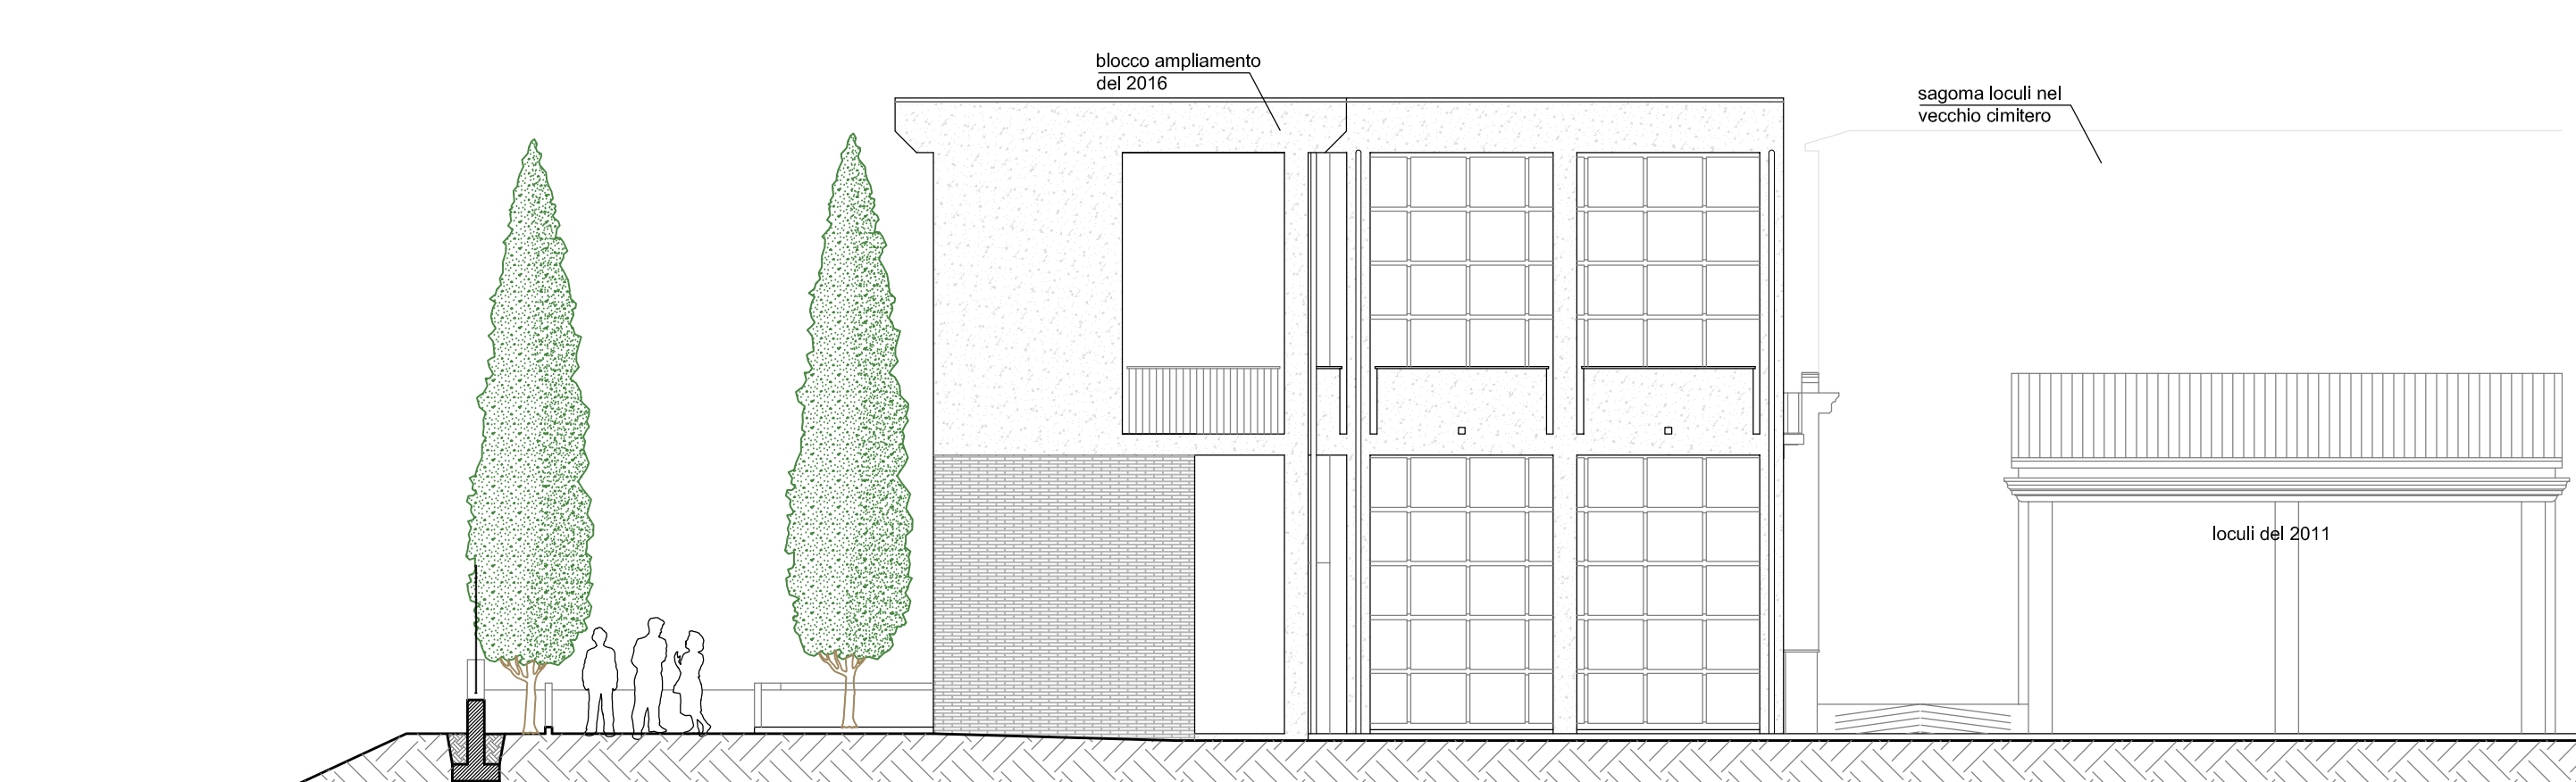 blocco ampliamento
del 2016
sagoma loculi nel
vecchio cimitero
loculi del 2011